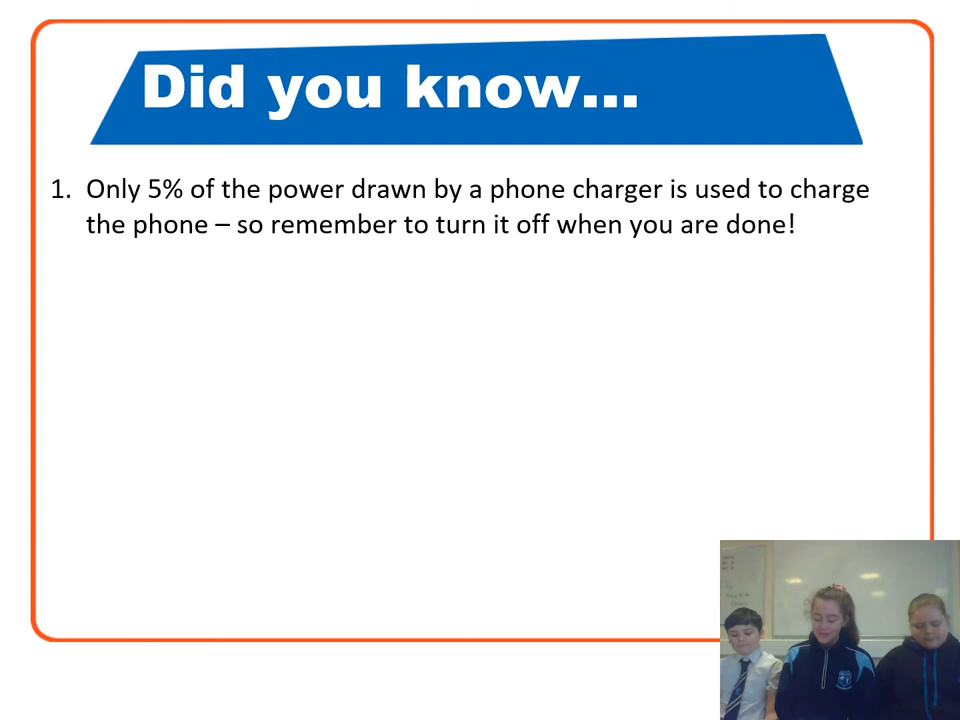 Did you know...
1. Only 5% of the power drawn by a phone charger is used to charge
the phone – so remember to turn it off when you are done!